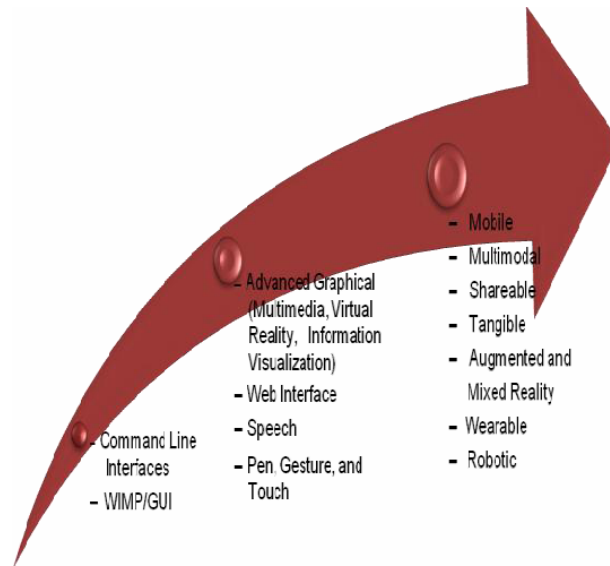 – Command Line
Interfaces
– WIMP/GUI
– Advanced Graphical
(Multimedia, Virtual
Reality, Information
Visualization)
– Web Interface
– Speech
– Pen, Gesture, and
Touch
– Mobile
– Multimodal
– Shareable
– Tangible
– Augmented and
Mixed Reality
– Wearable
– Robotic